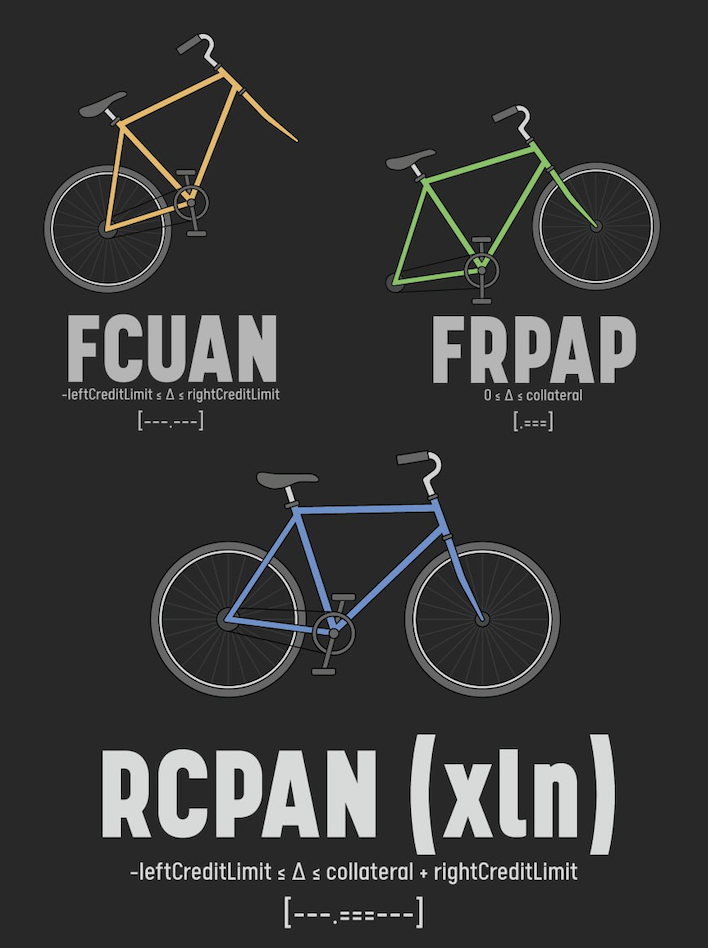 FCUAN
-leftCreditLimit ≤ Δ ≤ rightCreditLimit
[---.---]
FRPAP
0 ≤ Δ ≤ collateral
[.===]
RCPAN (xln)
-leftCreditLimit ≤ Δ ≤ collateral + rightCreditLimit
[---.===---]